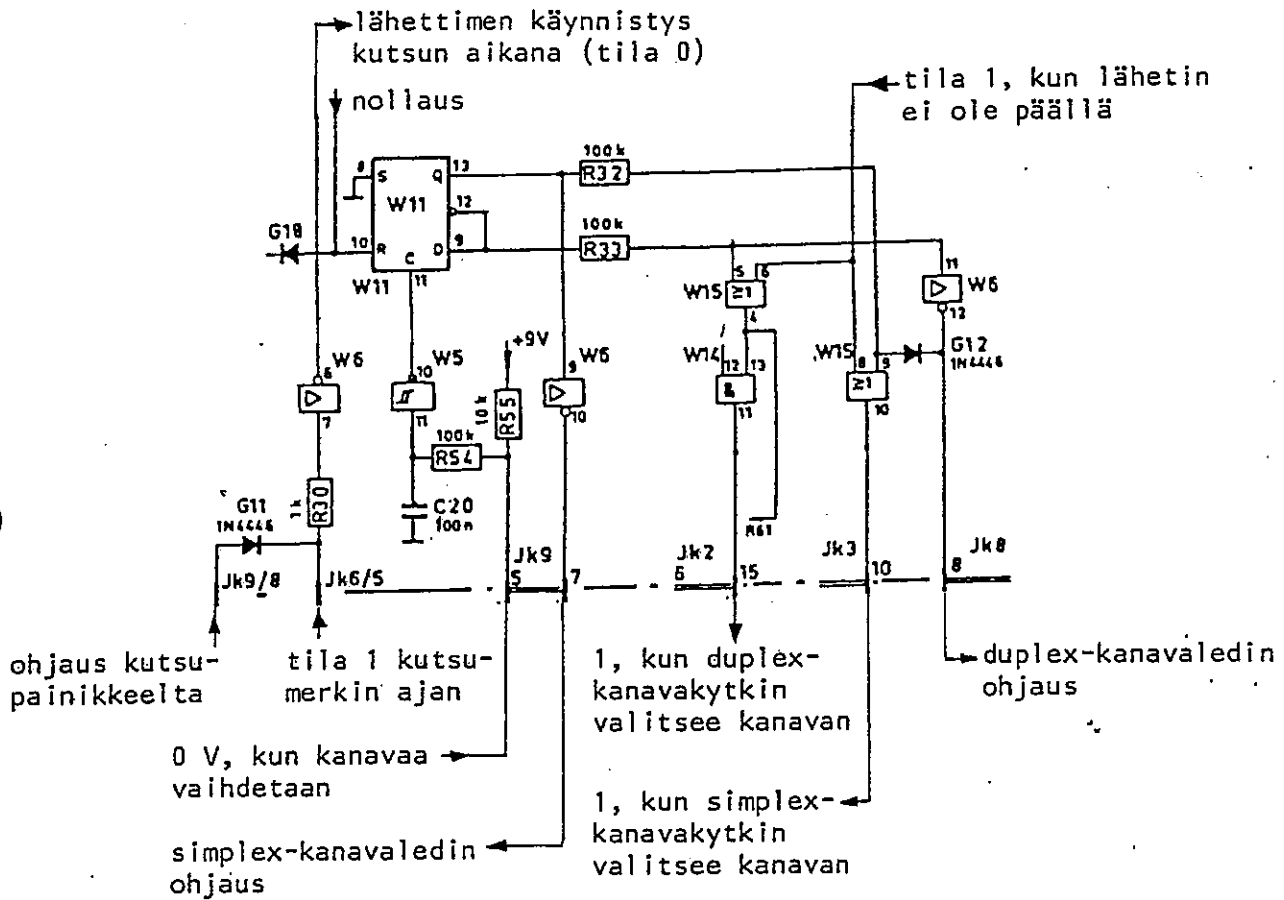 lähettimen käynnistys
kutsun aikana (tila 0)
nollaus
tila 1, kun lähetin
ei ole päällä
100k
R32
8 S Q 13
W11
12
G18
10 R D 9
C
W11
11
100k
R33
5 6
W15
≥1
4
11
W6
12
+9V
W6
6
7
W5
10
11
10k
R55
100k
R54
9
W6
10
W14
12 13
&
11
W15
8 9
≥1
10
G12
1N4446
G11
1N4446
1k
R30
C20
100n
R61
Jk9/8
Jk6/5
Jk9
5
7
Jk2
6
15
Jk3
10
Jk8
8
ohjaus kutsu-
painikkeelta
tila 1 kutsu-
merkin ajan
1, kun duplex-
kanavakytkin
valitsee kanavan
duplex-kanavaledin
ohjaus
0 V, kun kanavaa
vaihdetaan
1, kun simplex-
kanavakytkin
valitsee kanavan
simplex-kanavaledin
ohjaus